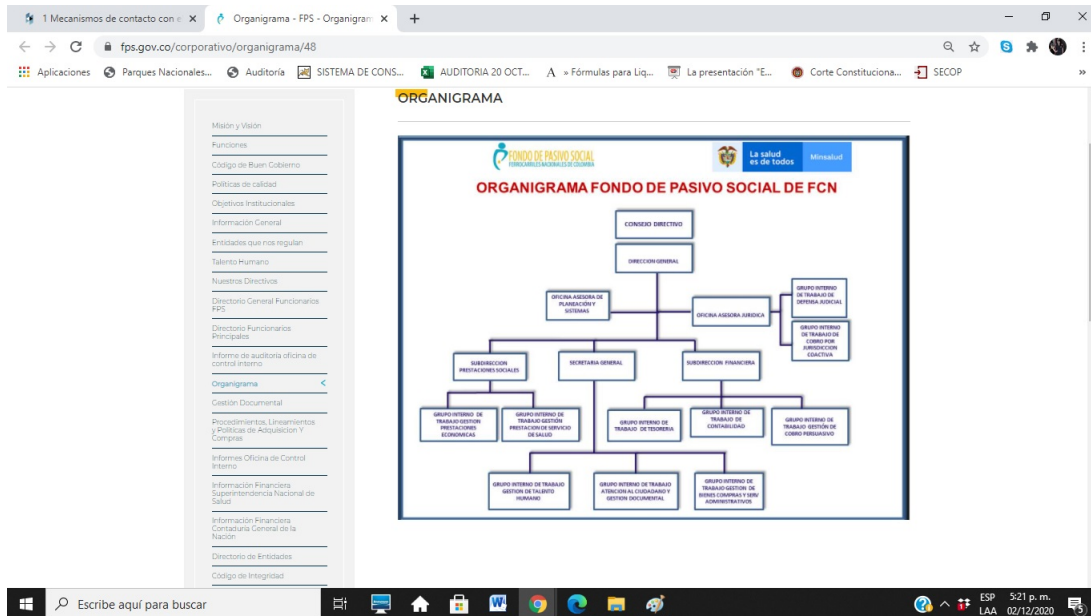 1 Mecanismos de contacto con e
Organigrama - FPS - Organigram
fps.gov.co/corporativo/organigrama/48
Aplicaciones
Parques Nacionales...
Auditoría
SISTEMA DE CONS...
AUDITORIA 20 OCT...
» Fórmulas para Liq...
La presentación "E...
Corte Constituciona...
SECOP
»
Misión y Visión
Funciones
Código de Buen Gobierno
Políticas de calidad
Objetivos Institucionales
Información General
Entidades que nos regulan
Talento Humano
Nuestros Directivos
Directorio General Funcionarios
FPS
Directorio Funcionarios
Principales
Informe de auditoria oficina de
control interno
Organigrama <
Gestión Documental
Procedimientos, Lineamientos
y Políticas de Adquisicion Y
Compras
Informes Oficina de Control
Interno
Información Financiera
Superintendencia Nacional de
Salud
Información Financiera
Contaduría General de la
Nación
Directorio de Entidades
Código de Integridad
ORGANIGRAMA
FONDO DE PASIVO SOCIAL
FERROCARRILES NACIONALES DE COLOMBIA
La salud
es de todos
Minsalud
ORGANIGRAMA FONDO DE PASIVO SOCIAL DE FCN
CONSEJO DIRECTIVO
DIRECCION GENERAL
OFICINA ASESORA DE
PLANEACIÓN Y
SISTEMAS
OFICINA ASESORA JURIDICA
GRUPO INTERNO
DE TRABAJO DE
DEFENSA JUDICIAL
GRUPO INTERNO
DE TRABAJO DE
COBRO POR
JURISDICCION
COACTIVA
SUBDIRECCION
PRESTACIONES SOCIALES
SECRETARIA GENERAL
SUBDIRECCION FINANCIERA
GRUPO INTERNO DE
TRABAJO GESTION
PRESTACIONES
ECONOMICAS
GRUPO INTERNO DE
TRABAJO GESTIÓN
PRESTACION DE SERVICIO
DE SALUD
GRUPO INTERNO DE
TRABAJO DE TESORERIA
GRUPO INTERNO DE
TRABAJO DE
CONTABILIDAD
GRUPO INTERNO DE
TRABAJO GESTIÓN DE
COBRO PERSUASIVO
GRUPO INTERNO DE TRABAJO
GESTION DE TALENTO
HUMANO
GRUPO INTERNO DE TRABAJO
ATENCION AL CIUDADANO Y
GESTION DOCUMENTAL
GRUPO INTERNO DE
TRABAJO GESTION DE
BIENES COMPRAS Y SERV
ADMINISTRATIVOS
Escribe aquí para buscar
ESP
LAA
5:21 p. m.
02/12/2020